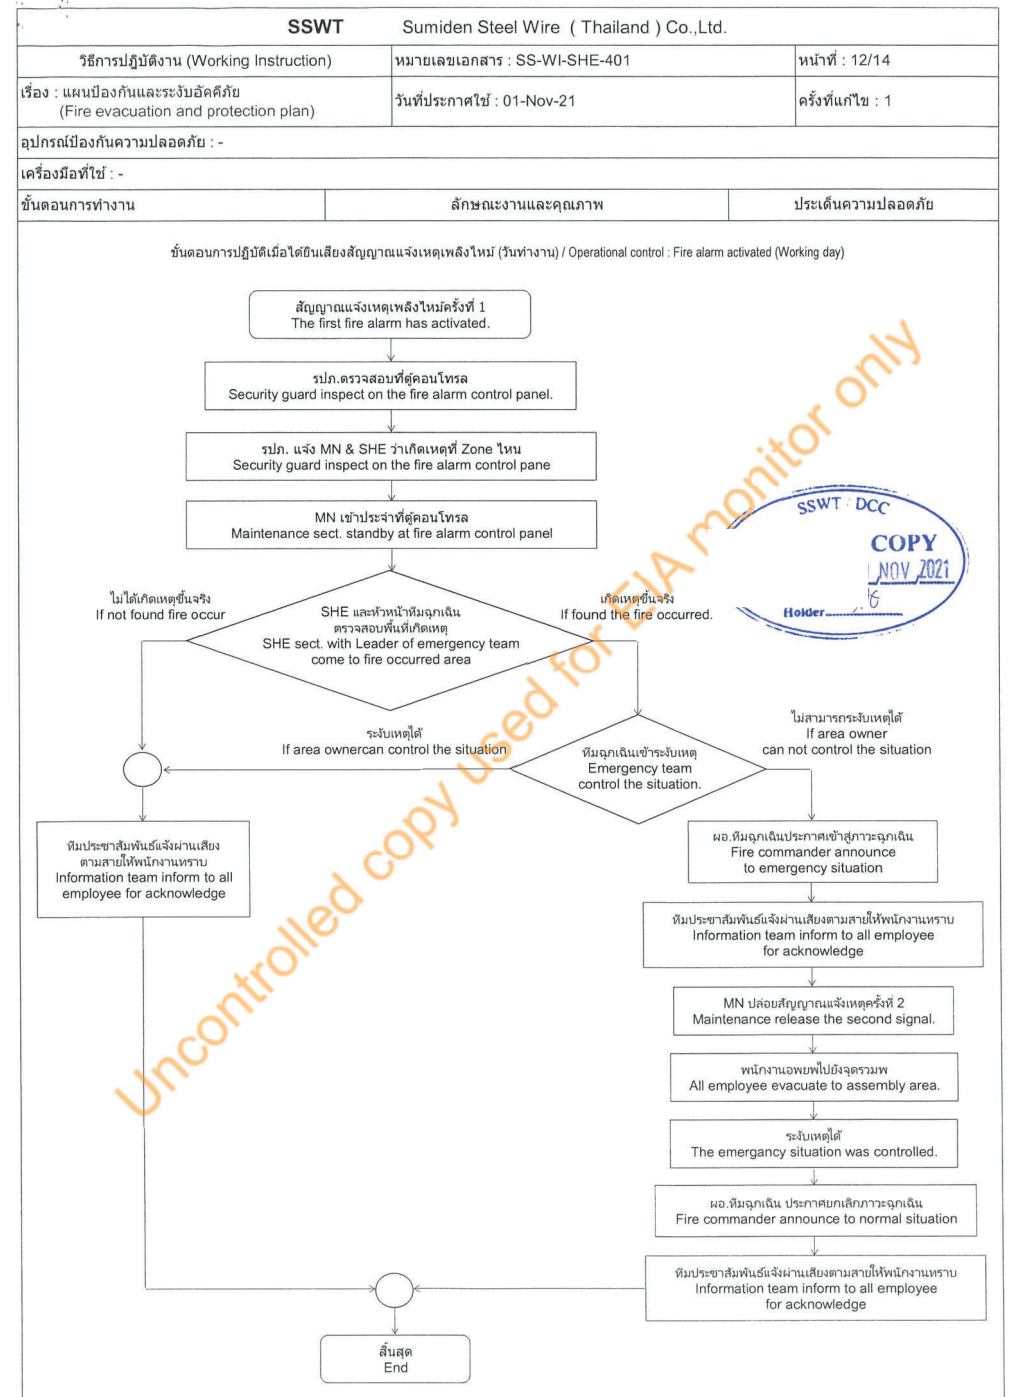 SSWT Sumiden Steel Wire ( Thailand ) Co.,Ltd.
วิธีการปฏิบัติงาน (Working Instruction)
หมายเลขเอกสาร : SS-WI-SHE-401
หน้าที่ : 12/14
เรื่อง : แผนป้องกันและระงับอัคคีภัย
(Fire evacuation and protection plan)
วันที่ประกาศใช้ : 01-Nov-21
ครั้งที่แก้ไข : 1
อุปกรณ์ป้องกันความปลอดภัย : -
เครื่องมือที่ใช้ : -
ขั้นตอนการทำงาน
ลักษณะงานและคุณภาพ
ประเด็นความปลอดภัย
ขั้นตอนการปฏิบัติเมื่อได้ยินเสียงสัญญาณแจ้งเหตุเพลิงไหม้ (วันทำงาน) / Operational control : Fire alarm activated (Working day)
สัญญาณแจ้งเหตุเพลิงไหม้ครั้งที่ 1
The first fire alarm has activated.
รปภ.ตรวจสอบที่ตู้คอนโทรล
Security guard inspect on the fire alarm control panel.
รปภ. แจ้ง MN & SHE ว่าเกิดเหตุที่ Zone ไหน
Security guard inspect on the fire alarm control pane
MN เข้าประจำที่ตู้คอนโทรล
Maintenance sect. standby at fire alarm control panel
SSWT : DCC
COPY
NOV 2021
Holder
ไม่ได้เกิดเหตุขึ้นจริง
If not found fire occur
SHE และหัวหน้าทีมฉุกเฉิน
ตรวจสอบพื้นที่เกิดเหตุ
SHE sect. with Leader of emergency team
come to fire occurred area
เกิดเหตุขึ้นจริง
If found the fire occurred.
ระงับเหตุได้
If area ownercan control the situation
ทีมฉุกเฉินเข้าระงับเหตุ
Emergency team
control the situation.
ไม่สามารถระงับเหตุได้
If area owner
can not control the situation
ทีมประชาสัมพันธ์แจ้งผ่านเสียง
ตามสายให้พนักงานทราบ
Information team inform to all
employee for acknowledge
ผอ.ทีมฉุกเฉินประกาศเข้าสู่ภาวะฉุกเฉิน
Fire commander announce
to emergency situation
ทีมประชาสัมพันธ์แจ้งผ่านเสียงตามสายให้พนักงานทราบ
Information team inform to all employee
for acknowledge
MN ปล่อยสัญญาณแจ้งเหตุครั้งที่ 2
Maintenance release the second signal.
พนักงานอพยพไปยังจุดรวมพ
All employee evacuate to assembly area.
ระงับเหตุได้
The emergancy situation was controlled.
ผอ.ทีมฉุกเฉิน ประกาศยกเลิกภาวะฉุกเฉิน
Fire commander announce to normal situation
ทีมประชาสัมพันธ์แจ้งผ่านเสียงตามสายให้พนักงานทราบ
Information team inform to all employee
for acknowledge
สิ้นสุด
End
Uncontrolled copy used for EIA monitor only